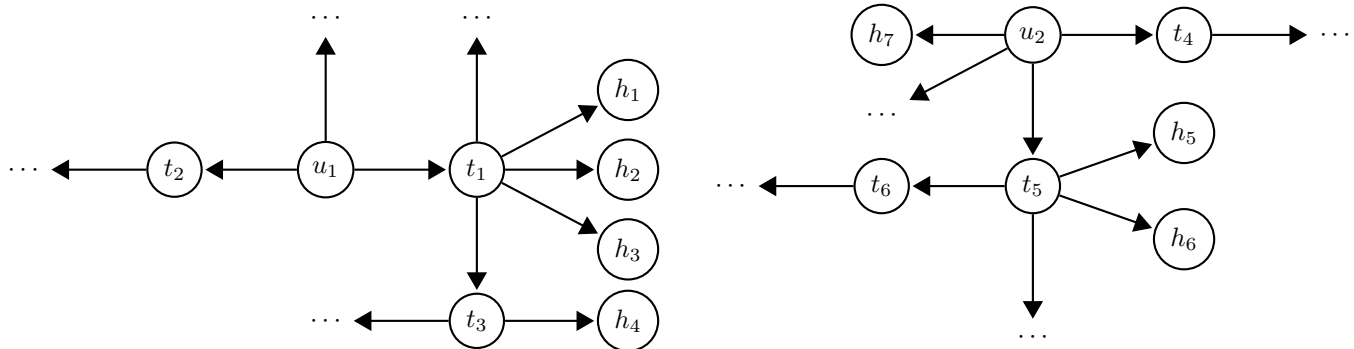 ... ...
h₁
... t₂ u₁ t₁ h₂
h₃
... t₃ h₄
h₇ u₂ t₄ ...
...
h₅
... t₆ t₅
h₆
...